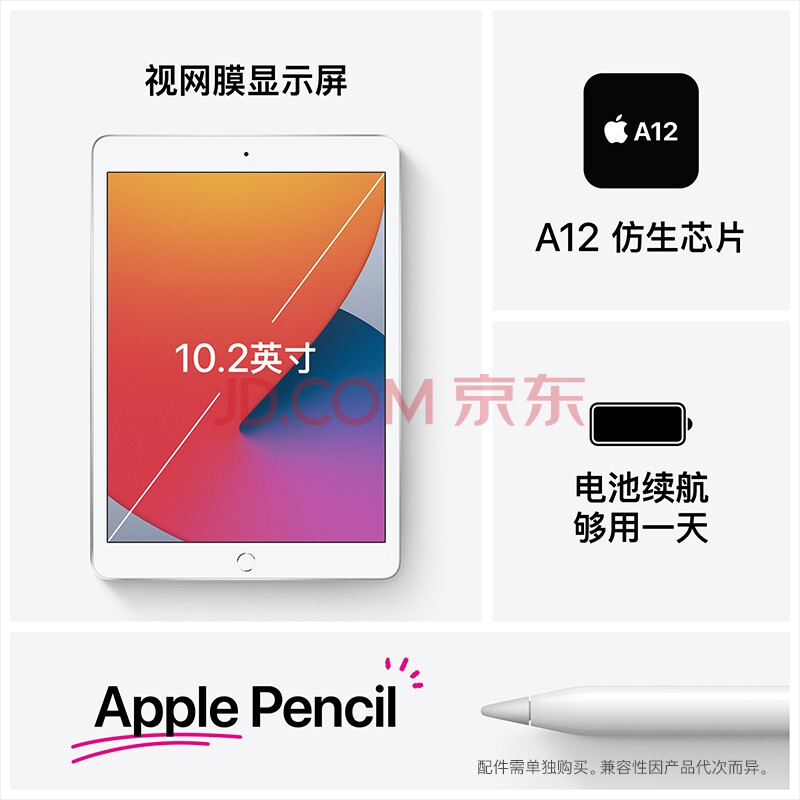 视网膜显示屏
A12
A12 仿生芯片
10.2英寸
JD.COM 京东
电池续航
够用一天
Apple Pencil
配件需单独购买。兼容性因产品代次而异。